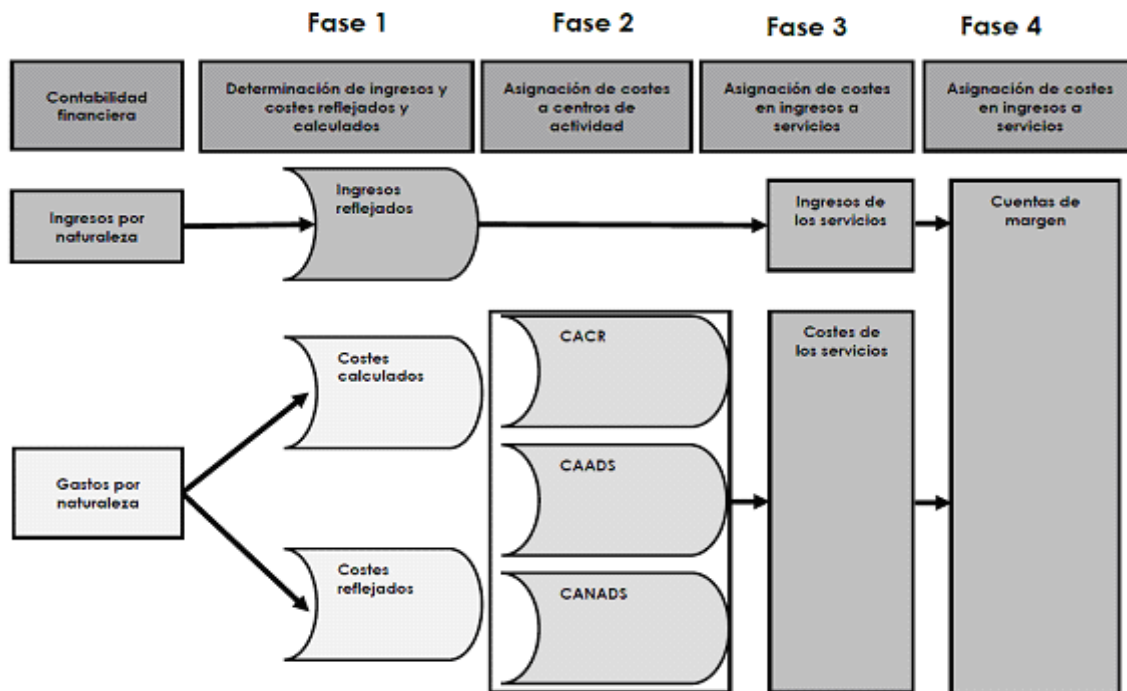 Fase 1
Fase 2
Fase 3
Fase 4
Contabilidad
financiera
Determinación de ingresos y
costes reflejados y
calculados
Asignación de costes
a centros de
actividad
Asignación de costes
en ingresos a
servicios
Asignación de costes
en ingresos a
servicios
Ingresos por
naturaleza
Ingresos
reflejados
Ingresos de
los servicios
Cuentas de
margen
Costes
calculados
CACR
Costes de
los servicios
Gastos por
naturaleza
CAADS
Costes
reflejados
CANADS